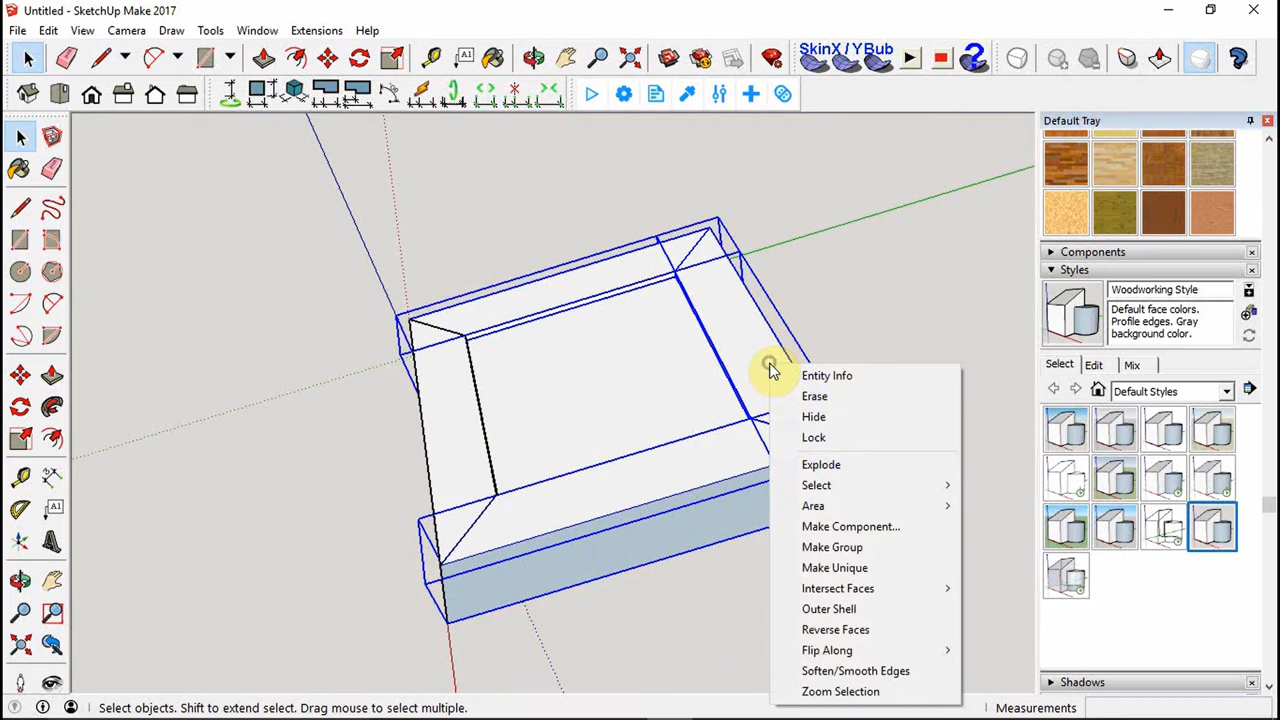 Untitled - SketchUp Make 2017
File Edit View Camera Draw Tools Window Extensions Help
A1
SkinX / YBub
?
Default Tray
Components
Styles
Woodworking Style
Default face colors.
Profile edges. Gray
background color.
Select Edit Mix
Default Styles
Shadows
A1
Entity Info
Erase
Hide
Lock
Explode
Select
Area
Make Component...
Make Group
Make Unique
Intersect Faces
Outer Shell
Reverse Faces
Flip Along
Soften/Smooth Edges
Zoom Selection
Select objects. Shift to extend select. Drag mouse to select multiple.
Measurements